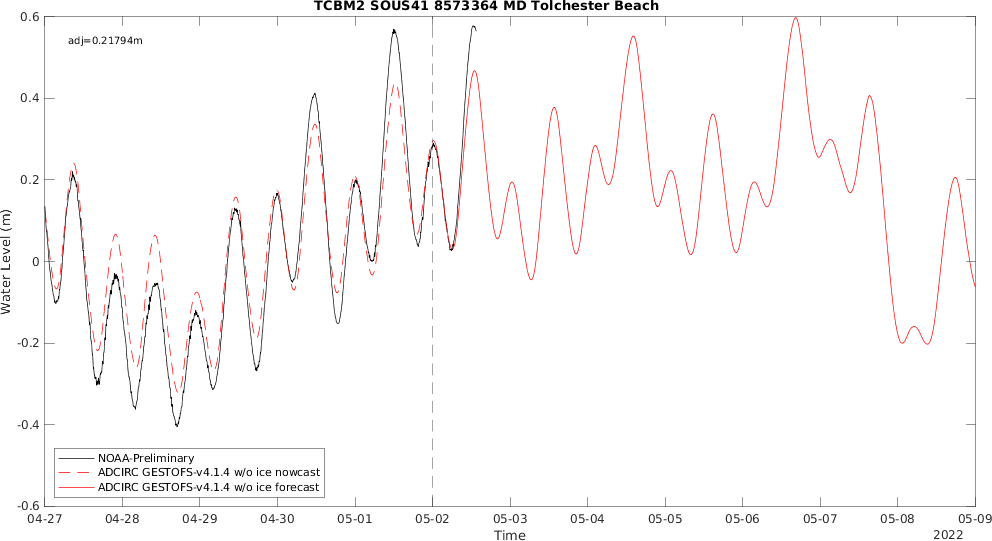 TCBM2 SOUS41 8573364 MD Tolchester Beach
adj=0.21794m
Water Level (m)
0.6
0.4
0.2
0
-0.2
-0.4
-0.6
NOAA-Preliminary
ADCIRC GESTOFS-v4.1.4 w/o ice nowcast
ADCIRC GESTOFS-v4.1.4 w/o ice forecast
04-27 04-28 04-29 04-30 05-01 05-02 05-03 05-04 05-05 05-06 05-07 05-08 05-09
Time
2022